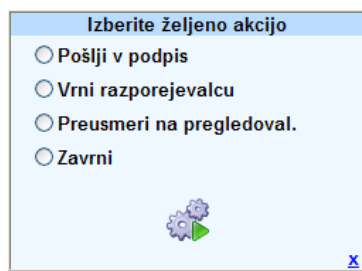 Izberite željeno akcijo
Pošlji v podpis
Vrni razporejevalcu
Preusmeri na pregledoval.
Zavrni
x